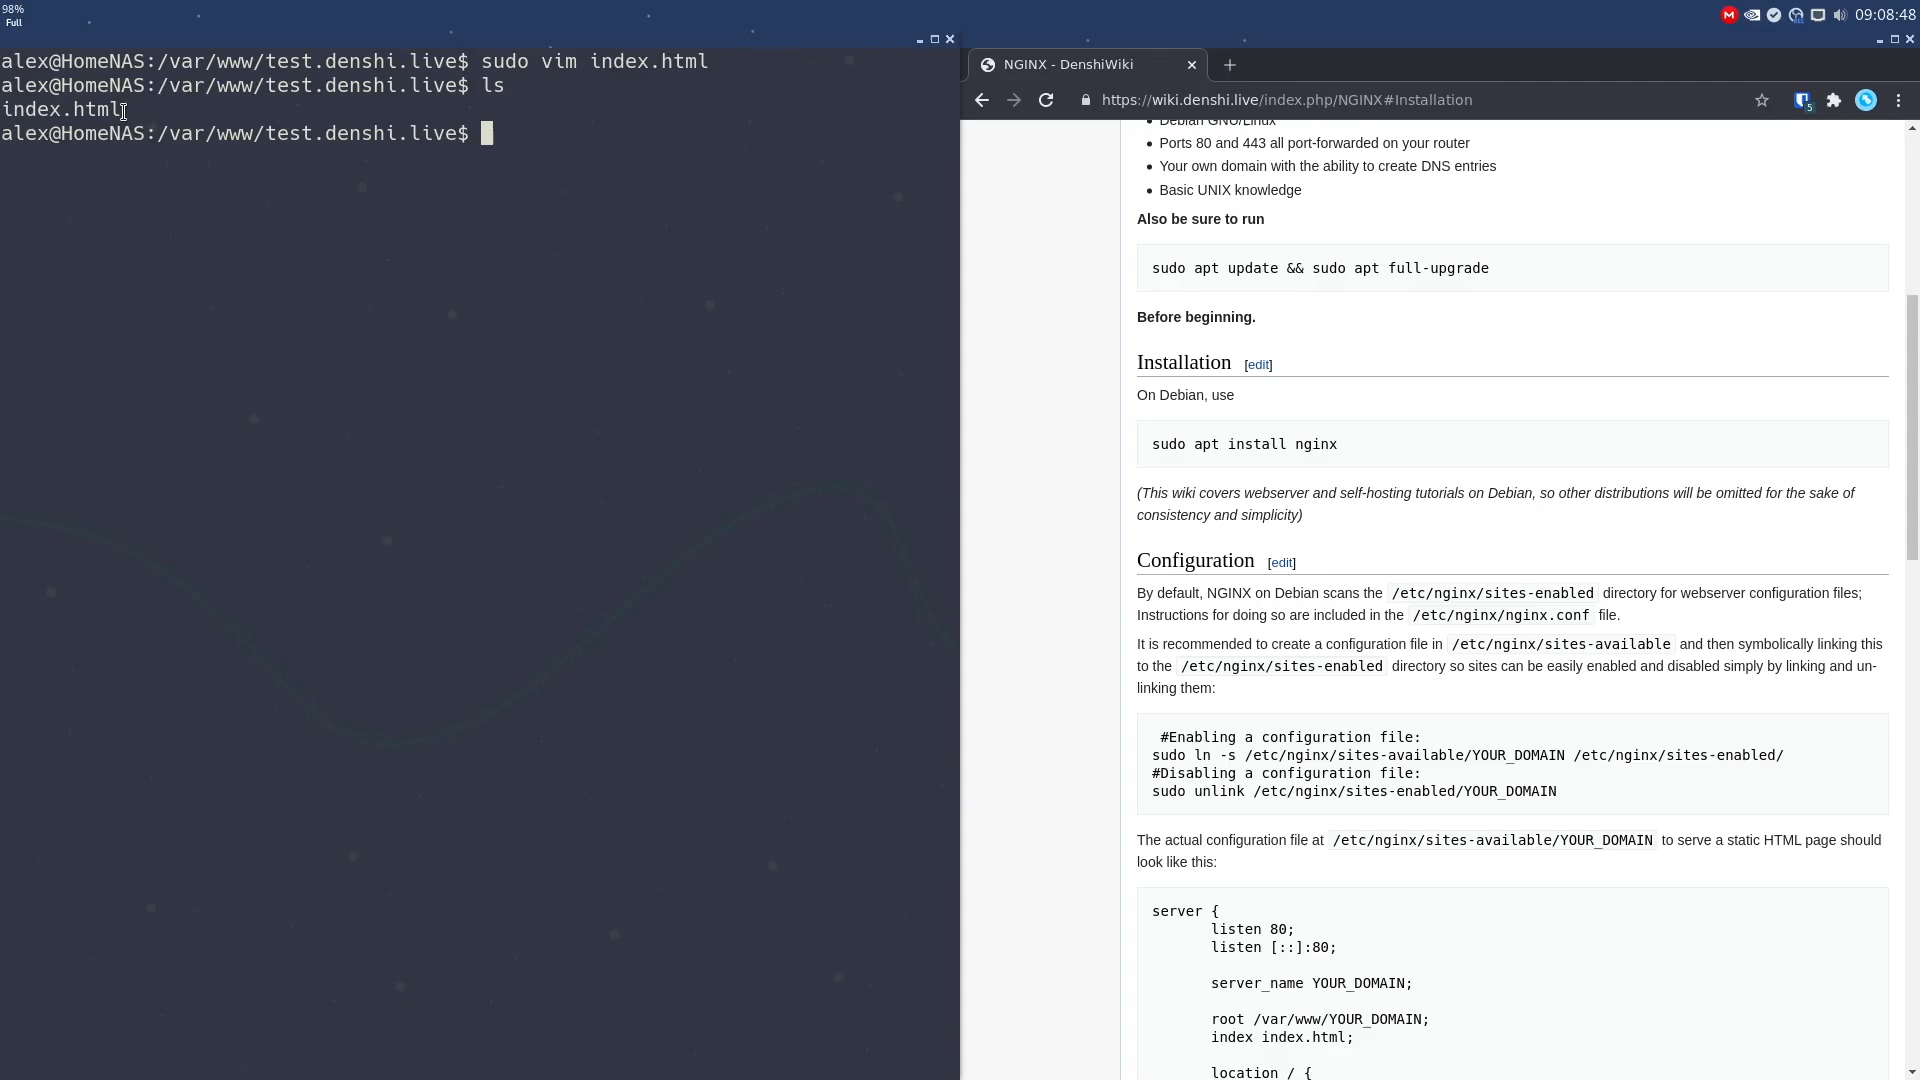 98%
Full
09:08:48
alex@HomeNAS:/var/www/test.denshi.live$ sudo vim index.html
alex@HomeNAS:/var/www/test.denshi.live$ ls
index.html
alex@HomeNAS:/var/www/test.denshi.live$
NGINX - DenshiWiki
https://wiki.denshi.live/index.php/NGINX#Installation
5
Debian GNU/Linux
Ports 80 and 443 all port-forwarded on your router
Your own domain with the ability to create DNS entries
Basic UNIX knowledge
Also be sure to run
sudo apt update && sudo apt full-upgrade
Before beginning.
Installation [edit]
On Debian, use
sudo apt install nginx
(This wiki covers webserver and self-hosting tutorials on Debian, so other distributions will be omitted for the sake of
consistency and simplicity)
Configuration [edit]
By default, NGINX on Debian scans the /etc/nginx/sites-enabled directory for webserver configuration files;
Instructions for doing so are included in the /etc/nginx/nginx.conf file.
It is recommended to create a configuration file in /etc/nginx/sites-available and then symbolically linking this
to the /etc/nginx/sites-enabled directory so sites can be easily enabled and disabled simply by linking and un-
linking them:
#Enabling a configuration file:
sudo ln -s /etc/nginx/sites-available/YOUR_DOMAIN /etc/nginx/sites-enabled/
#Disabling a configuration file:
sudo unlink /etc/nginx/sites-enabled/YOUR_DOMAIN
The actual configuration file at /etc/nginx/sites-available/YOUR_DOMAIN to serve a static HTML page should
look like this:
server {
listen 80;
listen [::]:80;
server_name YOUR_DOMAIN;
root /var/www/YOUR_DOMAIN;
index index.html;
location / {